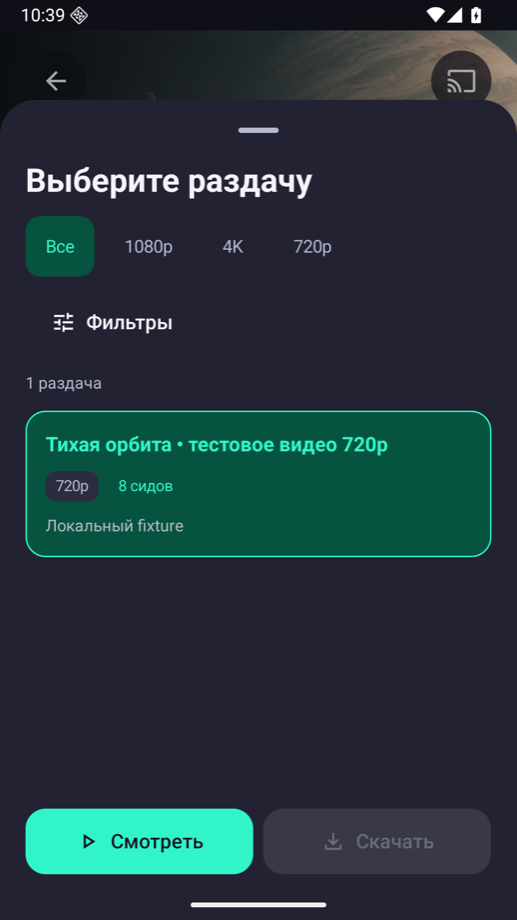 10:39
Выберите раздачу
Все 1080p 4K 720p
Фильтры
1 раздача
Тихая орбита • тестовое видео 720p
720p 8 сидов
Локальный fixture
Смотреть Скачать